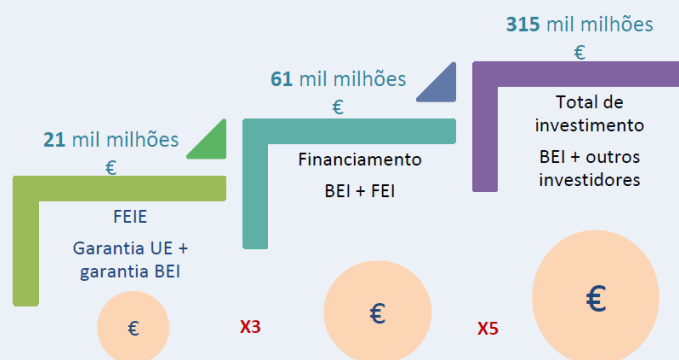 21 mil milhões
€
FEIE
Garantia UE +
garantia BEI
€
X3
61 mil milhões
€
Financiamento
BEI + FEI
€
X5
315 mil milhões
€
Total de
investimento
BEI + outros
investidores
€